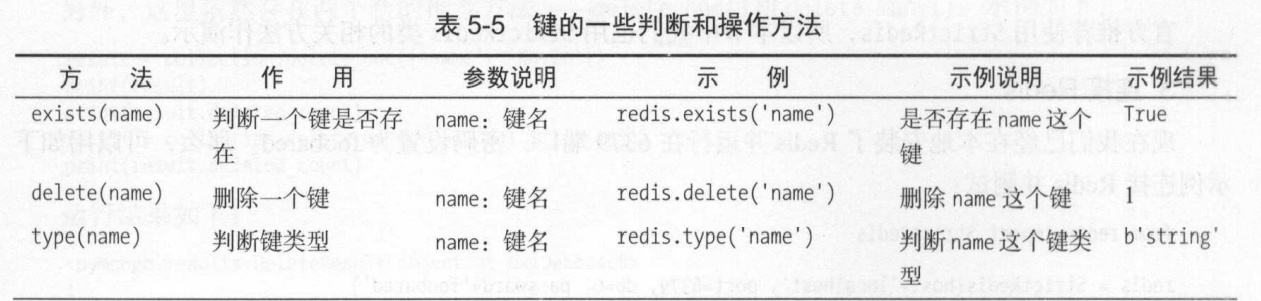 表 5-5 键的一些判断和操作方法
方 法 作 用 参数说明 示 例 示例说明 示例结果
exists(name) 判断一个键是否存在 name：键名 redis.exists('name') 是否存在 name 这个键 True
delete(name) 删除一个键 name：键名 redis.delete('name') 删除 name 这个键 1
type(name) 判断键类型 name：键名 redis.type('name') 判断 name 这个键类型 b'string'